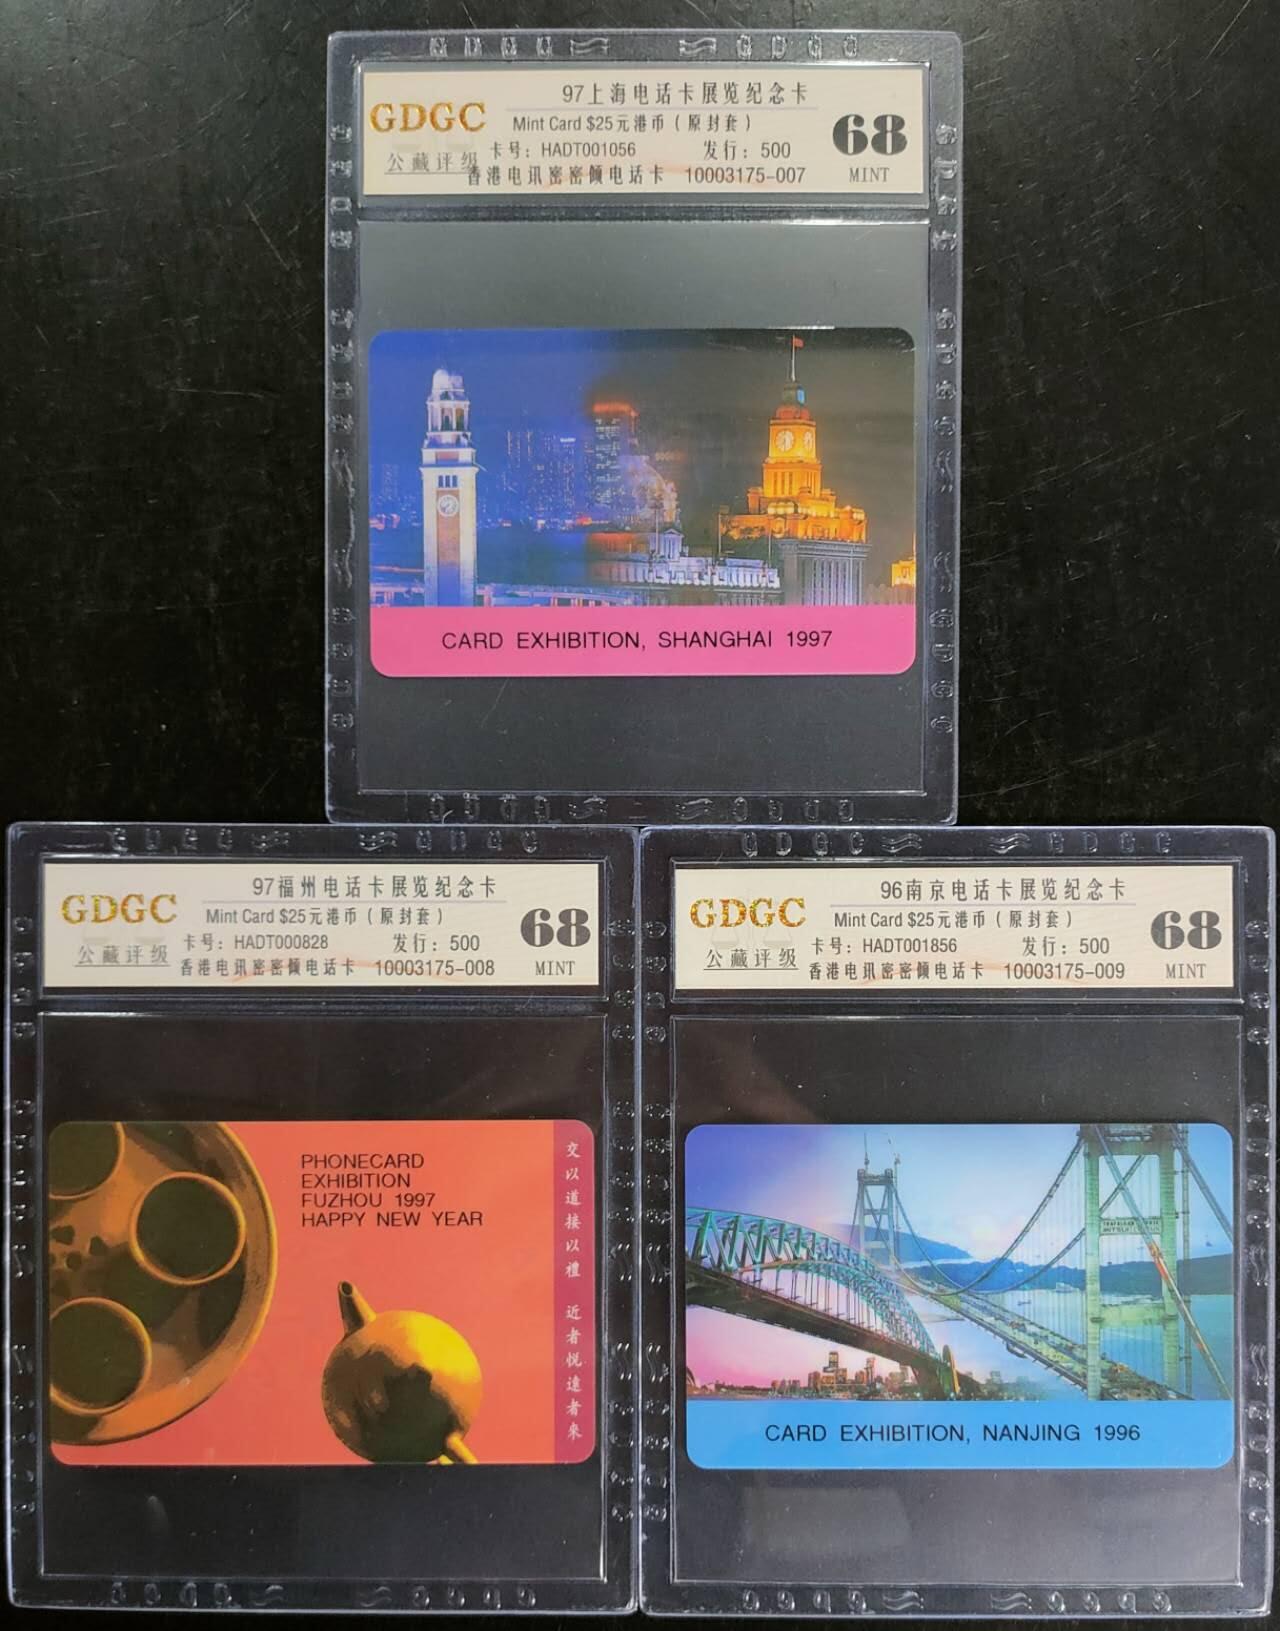 97上海电话卡展览纪念卡
GDGC
Mint Card $25元港币（原封套）
68
公藏评级
卡号：HADT001056 发行：500
香港电讯密密倾电话卡 10003175-007
MINT
CARD EXHIBITION, SHANGHAI 1997
97福州电话卡展览纪念卡
GDGC
Mint Card $25元港币（原封套）
68
公藏评级
卡号：HADT000828 发行：500
香港电讯密密倾电话卡 10003175-008
MINT
PHONECARD
EXHIBITION
FUZHOU 1997
HAPPY NEW YEAR
交以道接以禮 近者悦遠者來
96南京电话卡展览纪念卡
GDGC
Mint Card $25元港币（原封套）
68
公藏评级
卡号：HADT001856 发行：500
香港电讯密密倾电话卡 10003175-009
MINT
CARD EXHIBITION, NANJING 1996